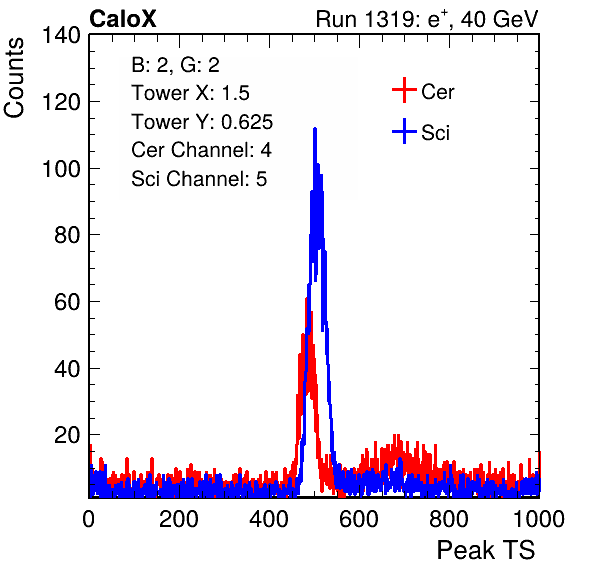 CaloX Run 1319: e⁺, 40 GeV
Counts
140
120
100
80
60
40
20
B: 2, G: 2
Tower X: 1.5
Tower Y: 0.625
Cer Channel: 4
Sci Channel: 5
Cer
Sci
0 200 400 600 800 1000
Peak TS